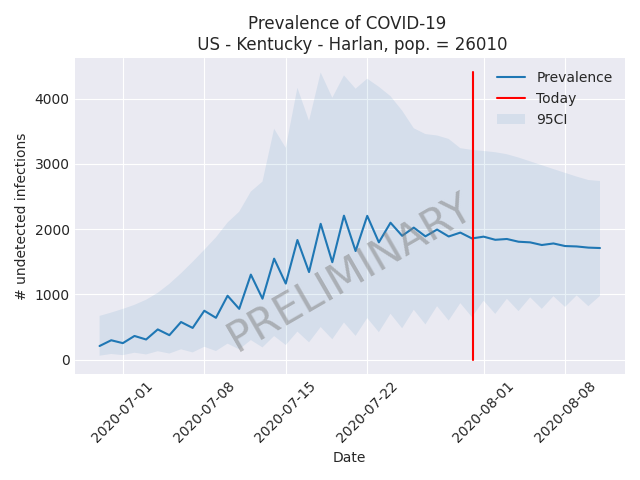 Prevalence of COVID-19
US - Kentucky - Harlan, pop. = 26010
Prevalence
Today
95CI
PRELIMINARY
# undetected infections
4000
3000
2000
1000
0
2020-07-01
2020-07-08
2020-07-15
2020-07-22
2020-08-01
2020-08-08
Date